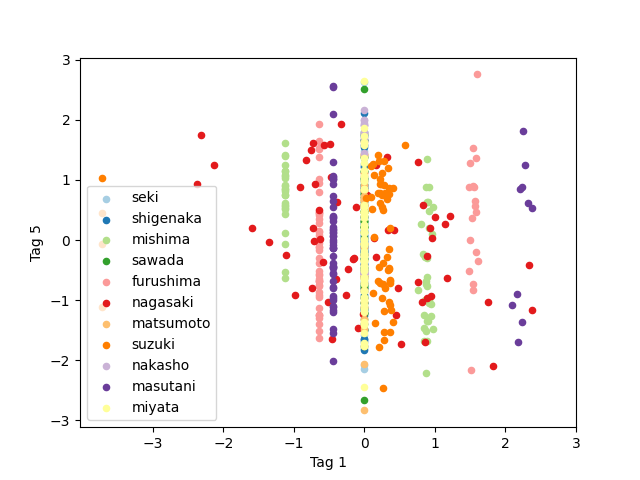 3
2
1
0
−1
−2
−3
Tag 5
seki
shigenaka
mishima
sawada
furushima
nagasaki
matsumoto
suzuki
nakasho
masutani
miyata
−3 −2 −1 0 1 2 3
Tag 1